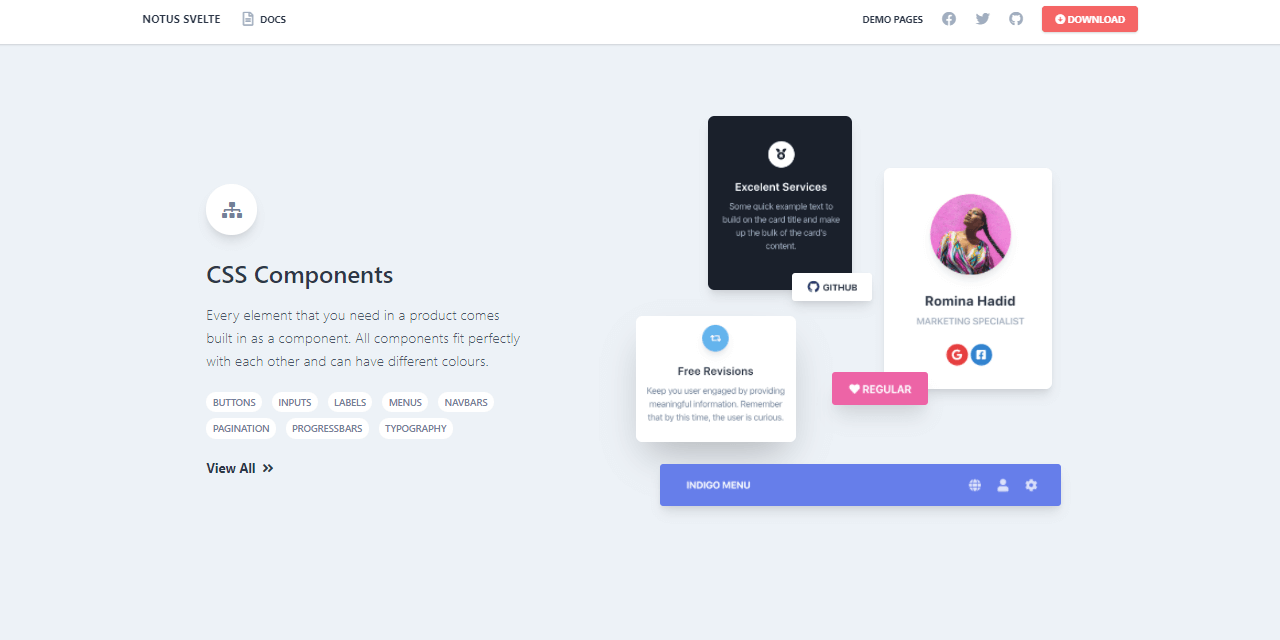 NOTUS SVELTE
DOCS
DEMO PAGES
DOWNLOAD
CSS Components
Every element that you need in a product comes
built in as a component. All components fit perfectly
with each other and can have different colours.
BUTTONS INPUTS LABELS MENUS NAVBARS
PAGINATION PROGRESSBARS TYPOGRAPHY
View All
Excelent Services
Some quick example text to
build on the card title and make
up the bulk of the card's
content.
GITHUB
Romina Hadid
MARKETING SPECIALIST
Free Revisions
Keep you user engaged by providing
meaningful information. Remember
that by this time, the user is curious.
REGULAR
INDIGO MENU